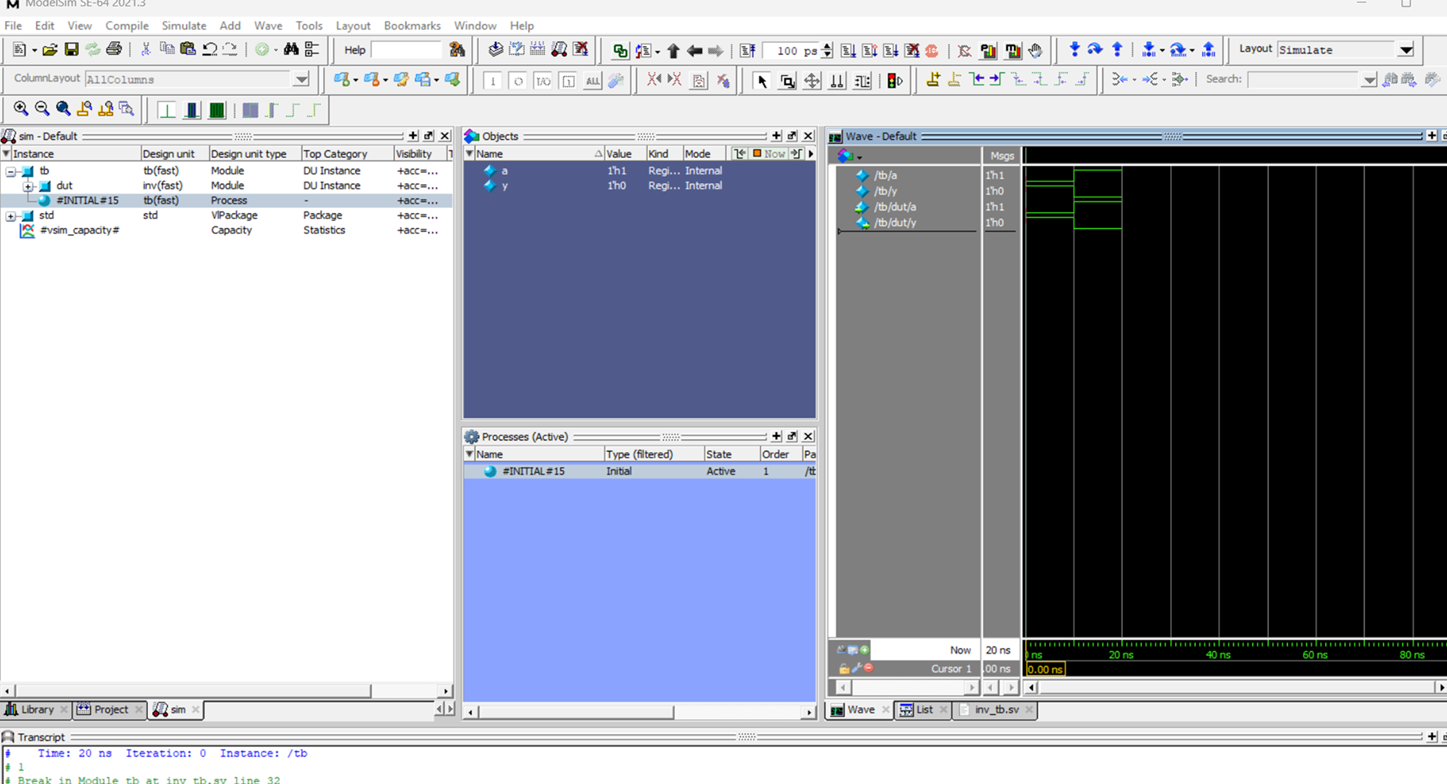 ModelSim SE-64 2021.3
File Edit View Compile Simulate Add Wave Tools Layout Bookmarks Window Help
Help 100 ps Layout Simulate
ColumnLayout AllColumns I/O ALL Search:
sim - Default
Instance Design unit Design unit type Top Category Visibility
tb tb(fast) Module DU Instance +acc=...
dut inv(fast) Module DU Instance +acc=...
#INITIAL#15 tb(fast) Process - +acc=...
std std VlPackage Package +acc=...
#vsim_capacity# Capacity Statistics +acc=...
Library Project sim
Objects
Name Value Kind Mode Now
a 1'h1 Regi... Internal
y 1'h0 Regi... Internal
Processes (Active)
Name Type (filtered) State Order Pa
#INITIAL#15 Initial Active 1 /tb
Wave - Default
Msgs
/tb/a 1'h1
/tb/y 1'h0
/tb/dut/a 1'h1
/tb/dut/y 1'h0
Now 20 ns
ns 20 ns 40 ns 60 ns 80 ns
Cursor 1 .00 ns
0.00 ns
Wave List inv_tb.sv
Transcript
# Time: 20 ns Iteration: 0 Instance: /tb
# 1
# Break in Module tb at inv_tb.sv line 32